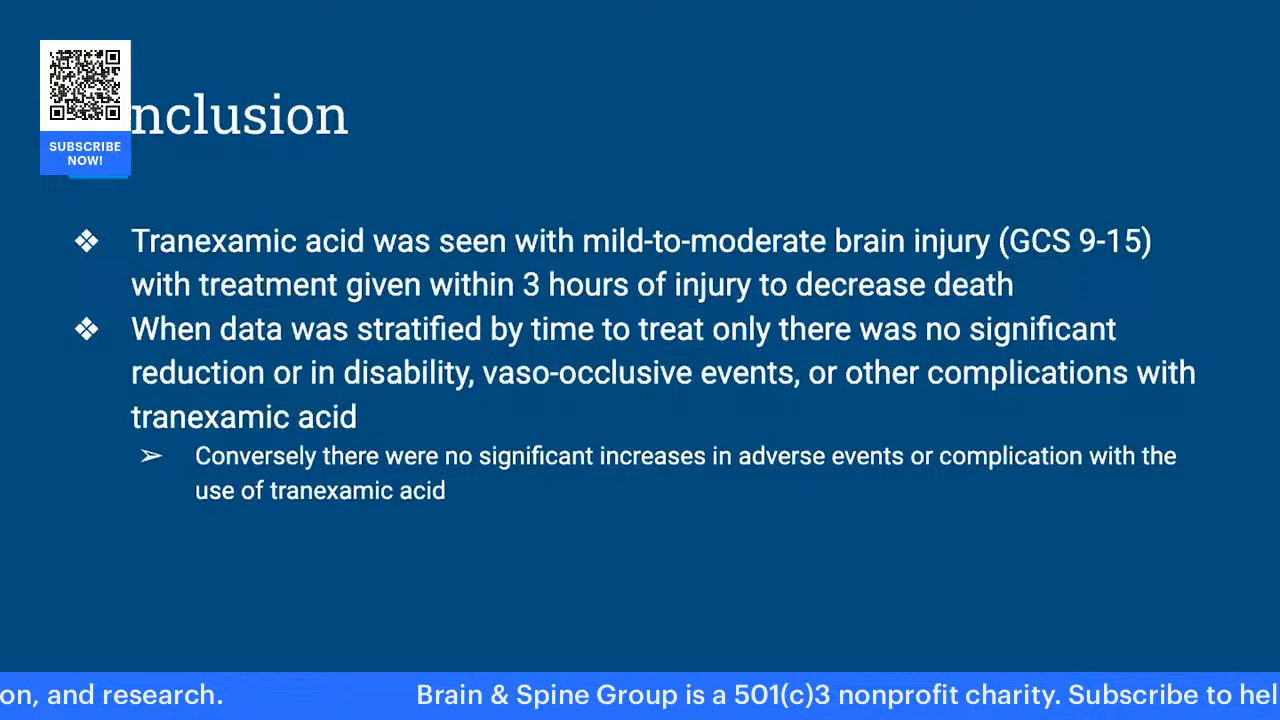 SUBSCRIBE
NOW!
nclusion
❖ Tranexamic acid was seen with mild-to-moderate brain injury (GCS 9-15)
with treatment given within 3 hours of injury to decrease death
❖ When data was stratified by time to treat only there was no significant
reduction or in disability, vaso-occlusive events, or other complications with
tranexamic acid
➢ Conversely there were no significant increases in adverse events or complication with the
use of tranexamic acid
on, and research. Brain & Spine Group is a 501(c)3 nonprofit charity. Subscribe to hel